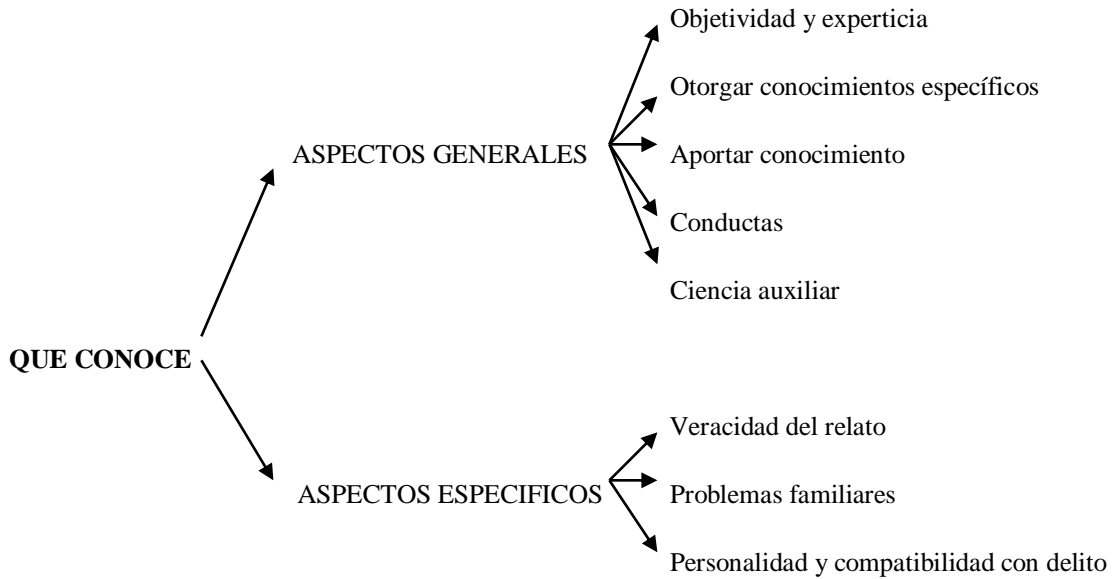 Objetividad y experticia
Otorgar conocimientos específicos
ASPECTOS GENERALES
Aportar conocimiento
Conductas
Ciencia auxiliar
QUE CONOCE
Veracidad del relato
ASPECTOS ESPECIFICOS
Problemas familiares
Personalidad y compatibilidad con delito